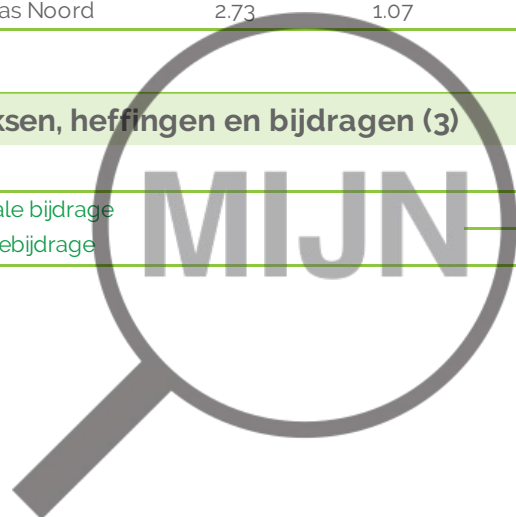 as Noord 2.73 1.07
ksen, heffingen en bijdragen (3)
ale bijdrage
MIJN
ebijdrage